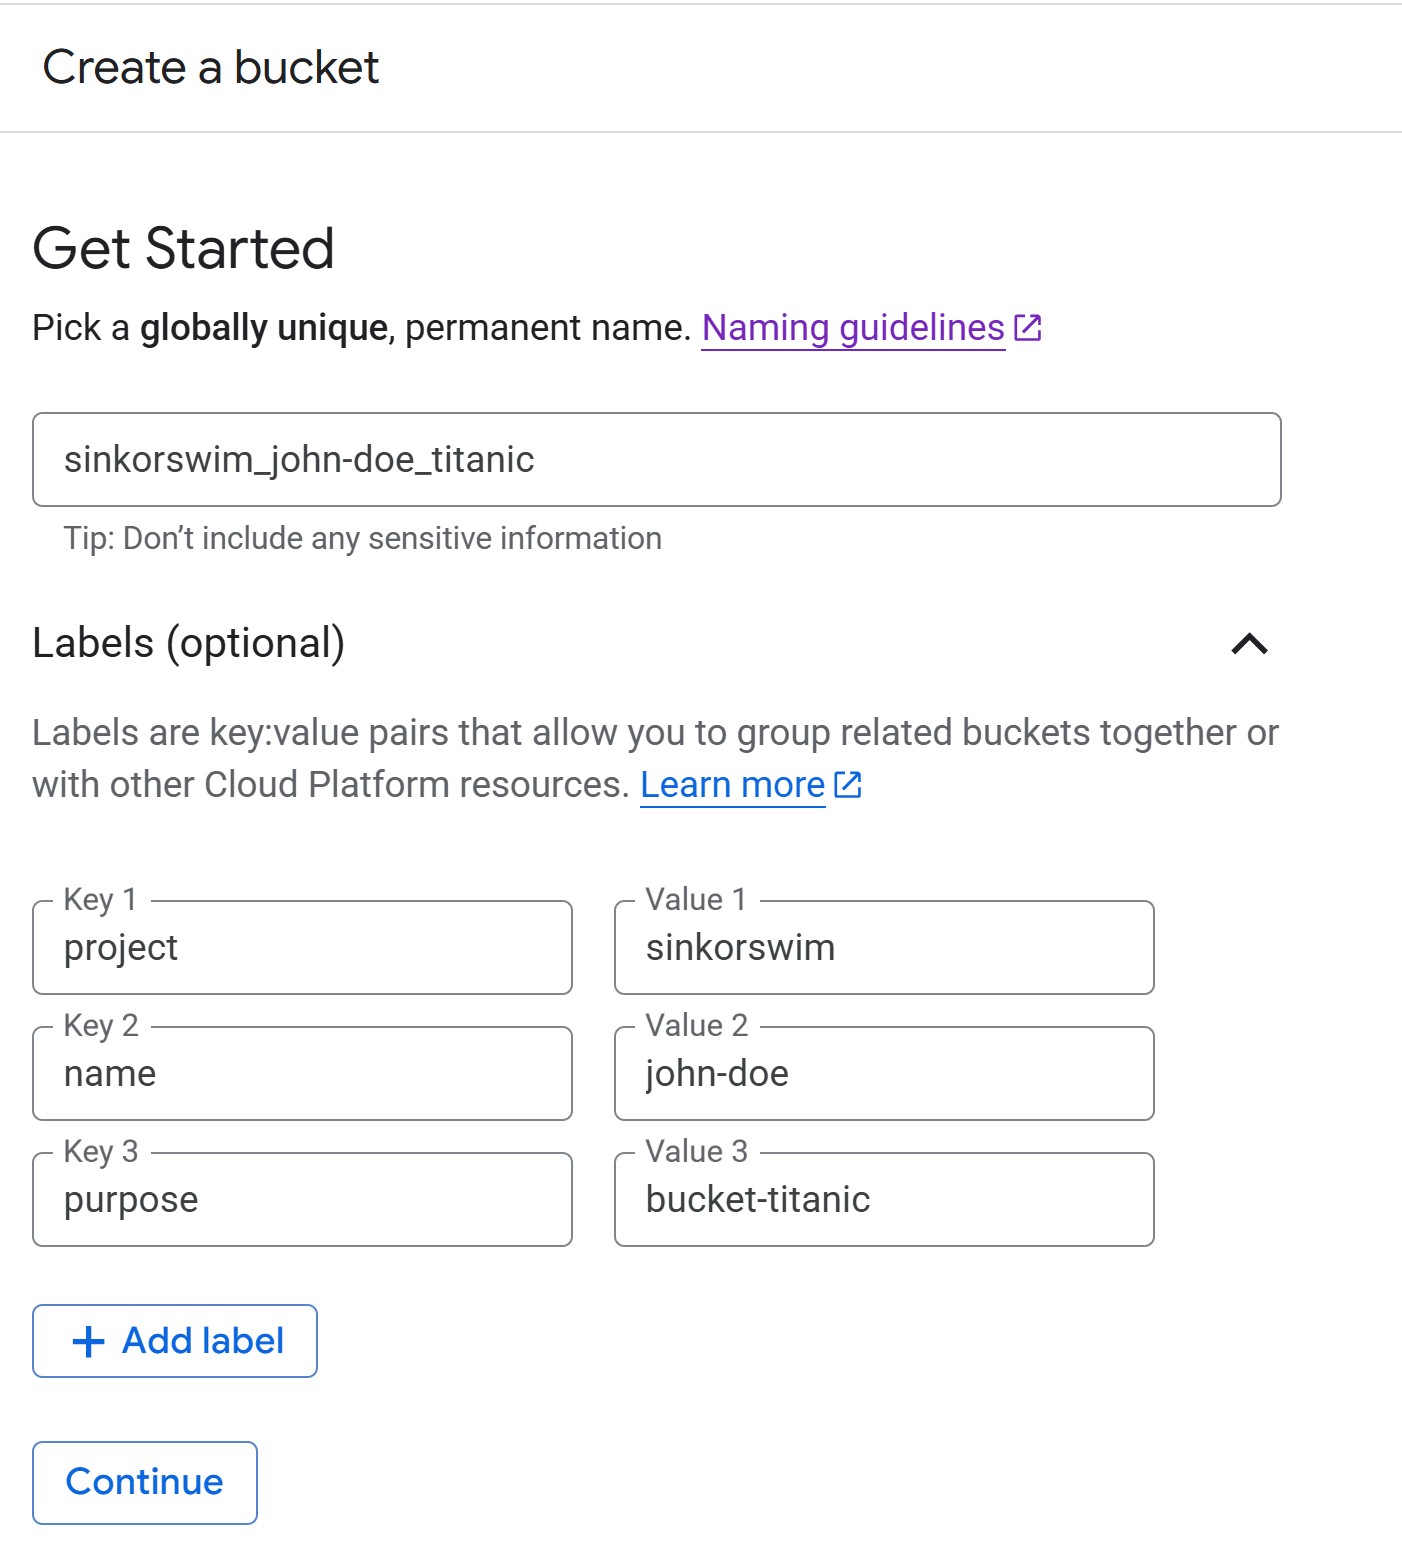 Create a bucket
Get Started
Pick a globally unique, permanent name. Naming guidelines
sinkorswim_john-doe_titanic
Tip: Don’t include any sensitive information
Labels (optional)
Labels are key:value pairs that allow you to group related buckets together or
with other Cloud Platform resources. Learn more
Key 1 Value 1
project sinkorswim
Key 2 Value 2
name john-doe
Key 3 Value 3
purpose bucket-titanic
+ Add label
Continue